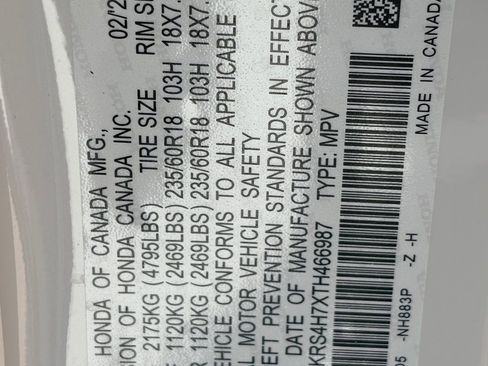 HONDA OF CANADA MFG.,
SION OF HONDA CANADA INC. 02/2
TIRE SIZE RIM SI
2175KG (4795LBS)
1120KG (2469LBS) 235/60R18 103H 18X7.
1120KG (2469LBS) 235/60R18 103H 18X7.
EHICLE CONFORMS TO ALL APPLICABLE
L MOTOR VEHICLE SAFETY
EFT PREVENTION STANDARDS IN EFFECT
DATE OF MANUFACTURE SHOWN ABOV
KRS4H7XTH466987 TYPE: MPV
NH883P -Z -H
MADE IN CANADA